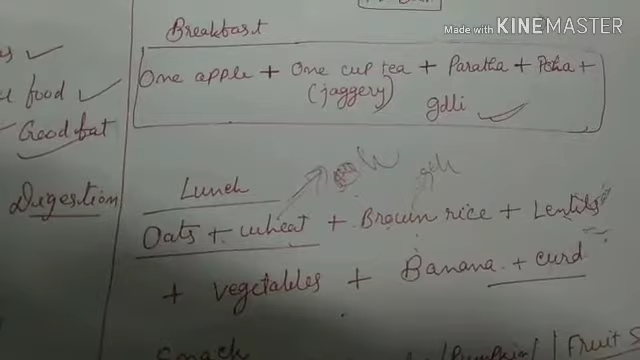 Made with KINEMASTER
Breakfast
One apple + One cup tea + Paratha + Poha +
(jaggery) gdli
food
Good fat
Digestion
Lunch
Oats + wheat + Brown rice + Lentils
+ vegetables + Banana + curd
Snack
Fruit S